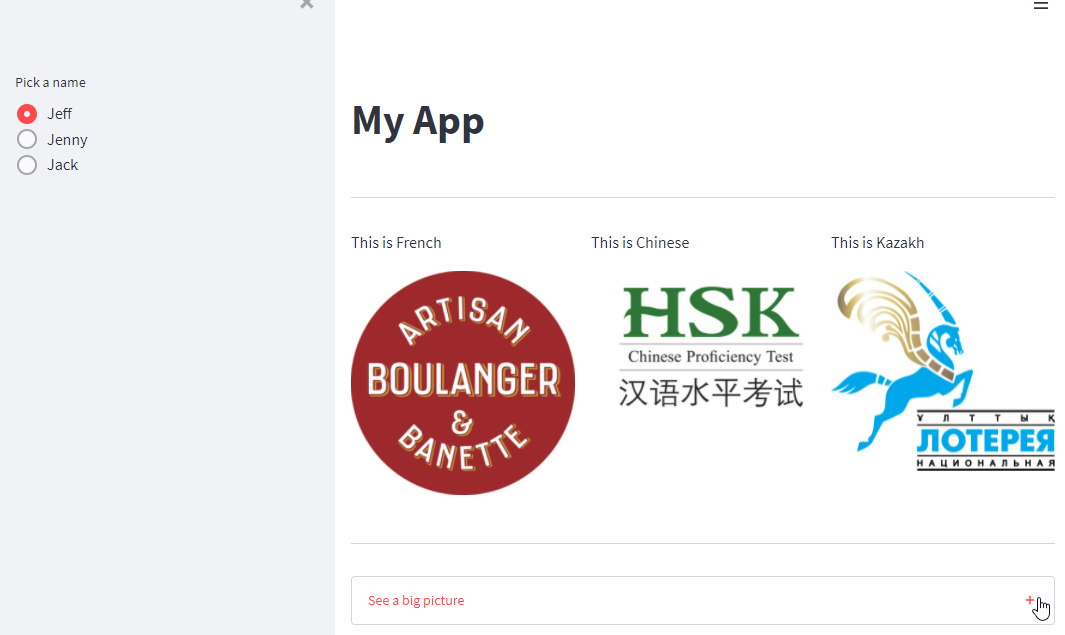 Pick a name
Jeff
Jenny
Jack
My App
This is French
ARTISAN
BOULANGER
&
BANETTE
This is Chinese
HSK
Chinese Proficiency Test
汉语水平考试
This is Kazakh
ҰЛТТЫҚ
ЛОТЕРЕЯ
НАЦИОНАЛЬНАЯ
See a big picture